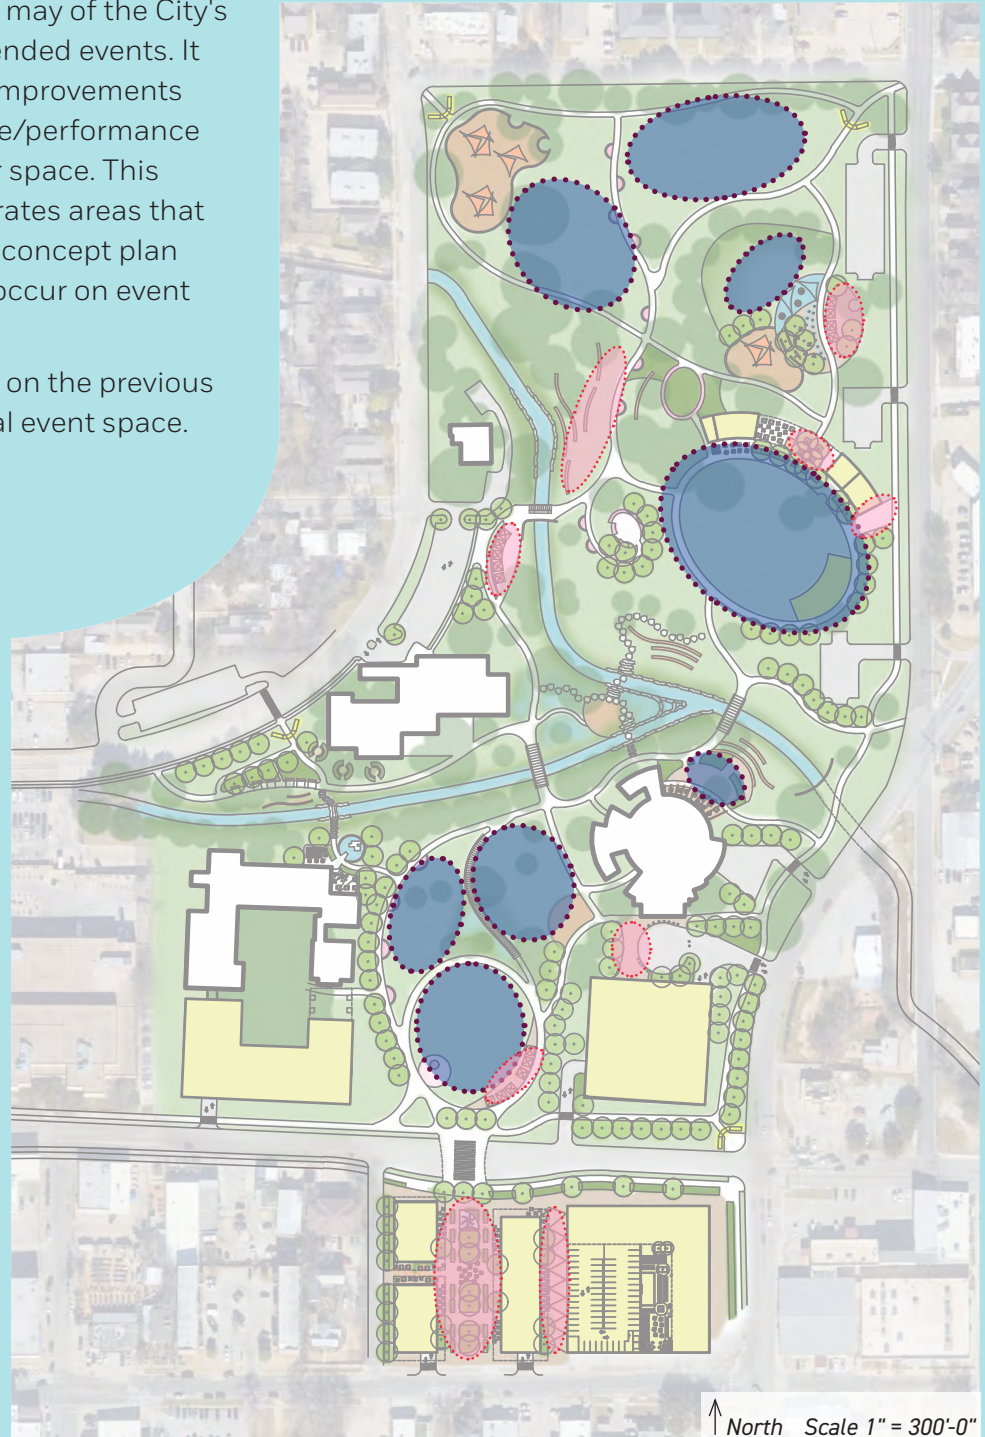 may of the City's
ended events. It
mprovements
e/performance
r space. This
rates areas that
concept plan
occur on event
on the previous
al event space.
North Scale 1" = 300'-0"